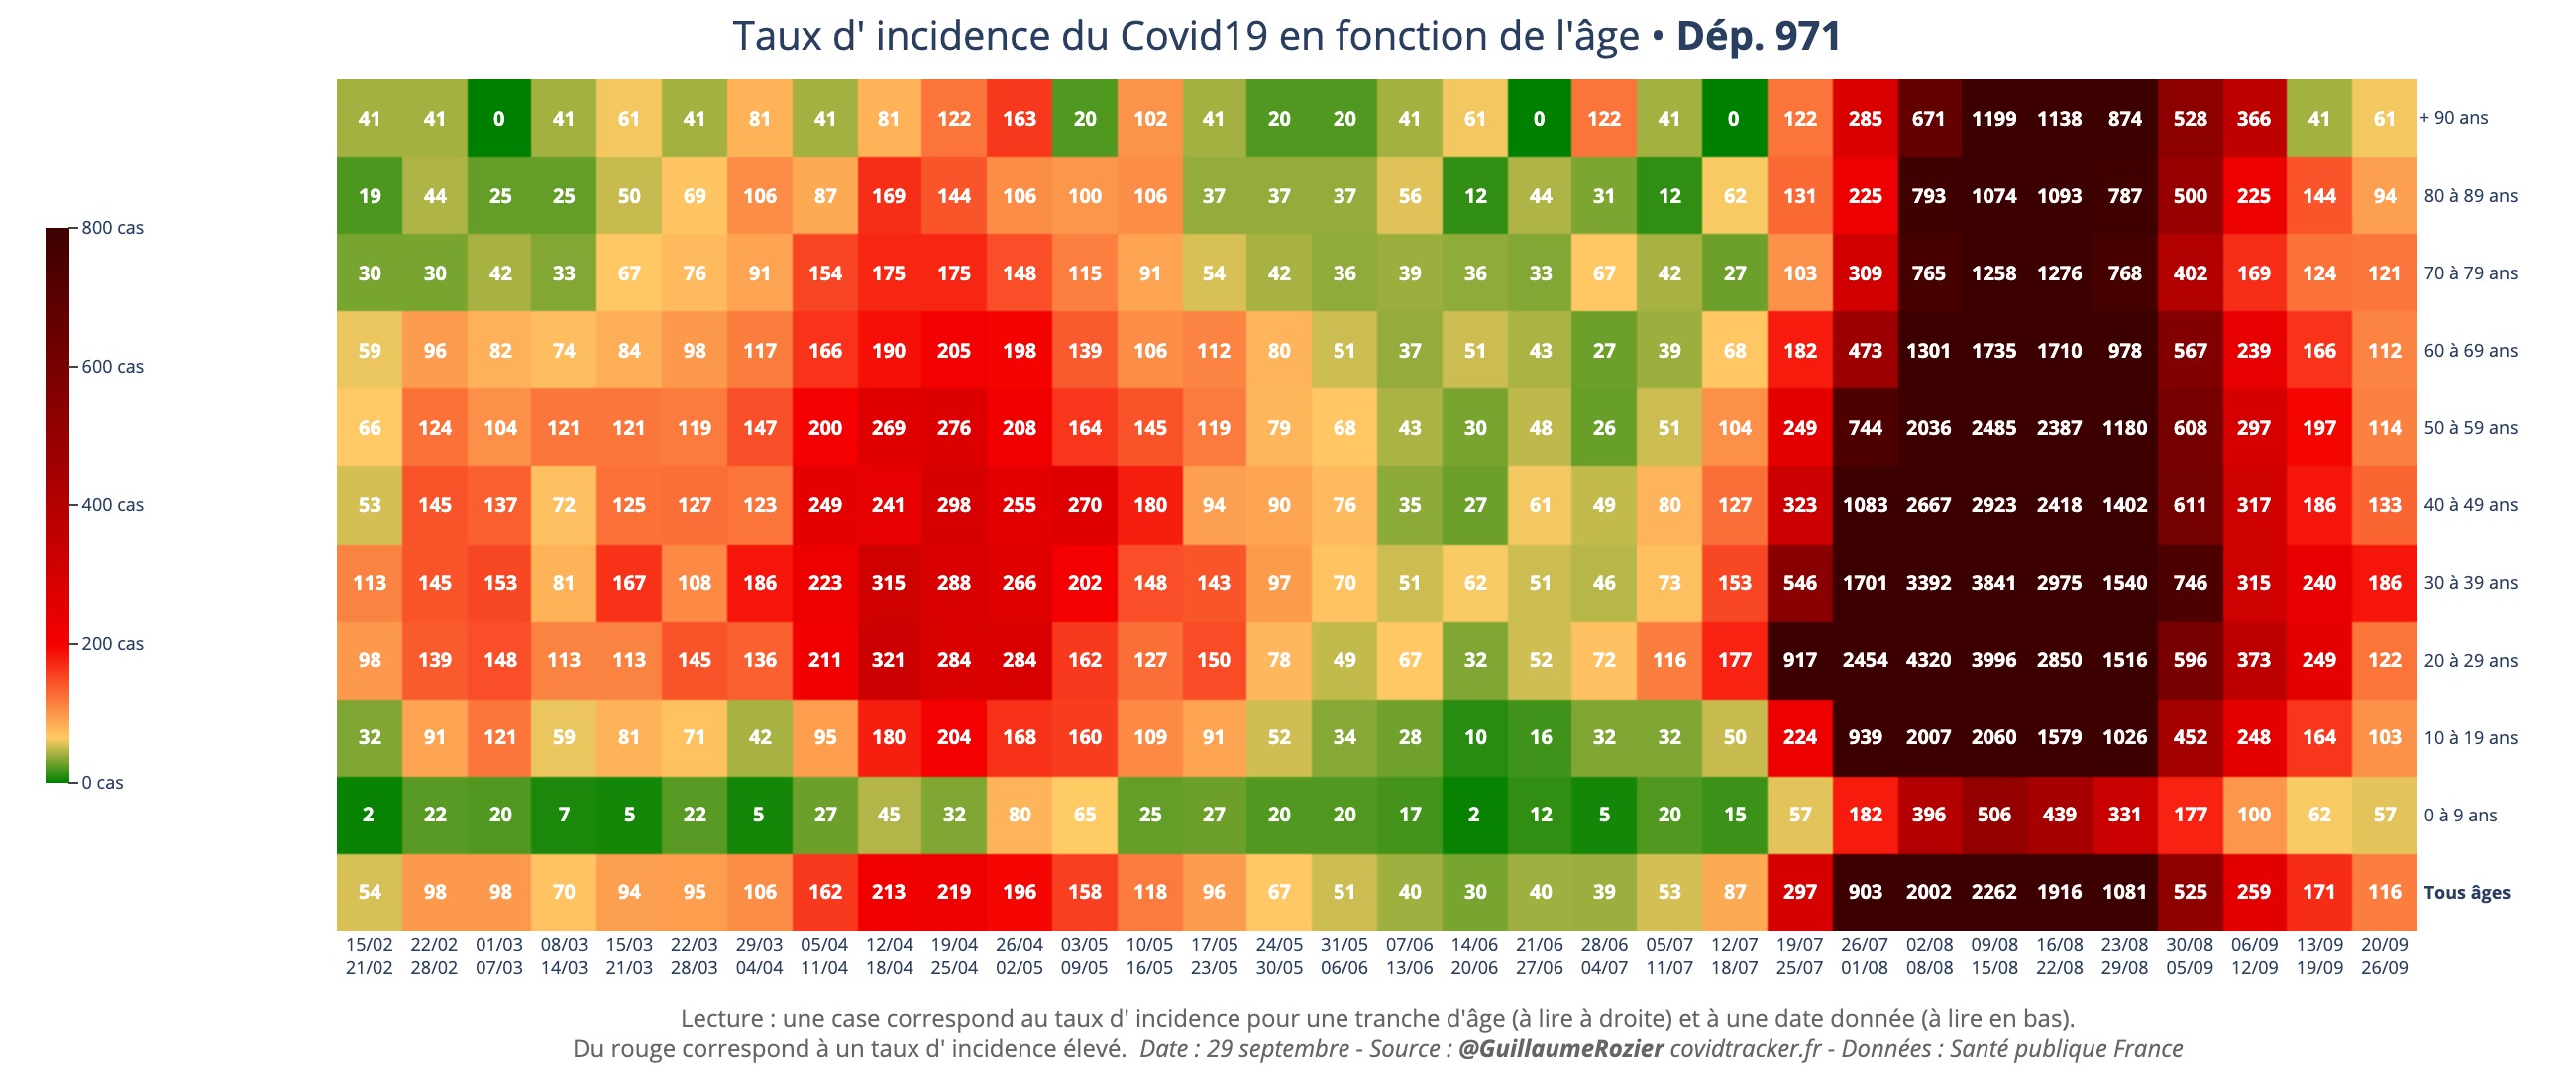 Taux d' incidence du Covid19 en fonction de l'âge • Dép. 971
800 cas
600 cas
400 cas
200 cas
0 cas
41 41 0 41 61 41 81 41 81 122 163 20 102 41 20 20 41 61 0 122 41 0 122 285 671 1199 1138 874 528 366 41 61 + 90 ans
19 44 25 25 50 69 106 87 169 144 106 100 106 37 37 37 56 12 44 31 12 62 131 225 793 1074 1093 787 500 225 144 94 80 à 89 ans
30 30 42 33 67 76 91 154 175 175 148 115 91 54 42 36 39 36 33 67 42 27 103 309 765 1258 1276 768 402 169 124 121 70 à 79 ans
59 96 82 74 84 98 117 166 190 205 198 139 106 112 80 51 37 51 43 27 39 68 182 473 1301 1735 1710 978 567 239 166 112 60 à 69 ans
66 124 104 121 121 119 147 200 269 276 208 164 145 119 79 68 43 30 48 26 51 104 249 744 2036 2485 2387 1180 608 297 197 114 50 à 59 ans
53 145 137 72 125 127 123 249 241 298 255 270 180 94 90 76 35 27 61 49 80 127 323 1083 2667 2923 2418 1402 611 317 186 133 40 à 49 ans
113 145 153 81 167 108 186 223 315 288 266 202 148 143 97 70 51 62 51 46 73 153 546 1701 3392 3841 2975 1540 746 315 240 186 30 à 39 ans
98 139 148 113 113 145 136 211 321 284 284 162 127 150 78 49 67 32 52 72 116 177 917 2454 4320 3996 2850 1516 596 373 249 122 20 à 29 ans
32 91 121 59 81 71 42 95 180 204 168 160 109 91 52 34 28 10 16 32 32 50 224 939 2007 2060 1579 1026 452 248 164 103 10 à 19 ans
2 22 20 7 5 22 5 27 45 32 80 65 25 27 20 20 17 2 12 5 20 15 57 182 396 506 439 331 177 100 62 57 0 à 9 ans
54 98 98 70 94 95 106 162 213 219 196 158 118 96 67 51 40 30 40 39 53 87 297 903 2002 2262 1916 1081 525 259 171 116 Tous âges
15/02 22/02 01/03 08/03 15/03 22/03 29/03 05/04 12/04 19/04 26/04 03/05 10/05 17/05 24/05 31/05 07/06 14/06 21/06 28/06 05/07 12/07 19/07 26/07 02/08 09/08 16/08 23/08 30/08 06/09 13/09 20/09
21/02 28/02 07/03 14/03 21/03 28/03 04/04 11/04 18/04 25/04 02/05 09/05 16/05 23/05 30/05 06/06 13/06 20/06 27/06 04/07 11/07 18/07 25/07 01/08 08/08 15/08 22/08 29/08 05/09 12/09 19/09 26/09
Lecture : une case correspond au taux d' incidence pour une tranche d'âge (à lire à droite) et à une date donnée (à lire en bas).
Du rouge correspond à un taux d' incidence élevé. Date : 29 septembre - Source : @GuillaumeRozier covidtracker.fr - Données : Santé publique France